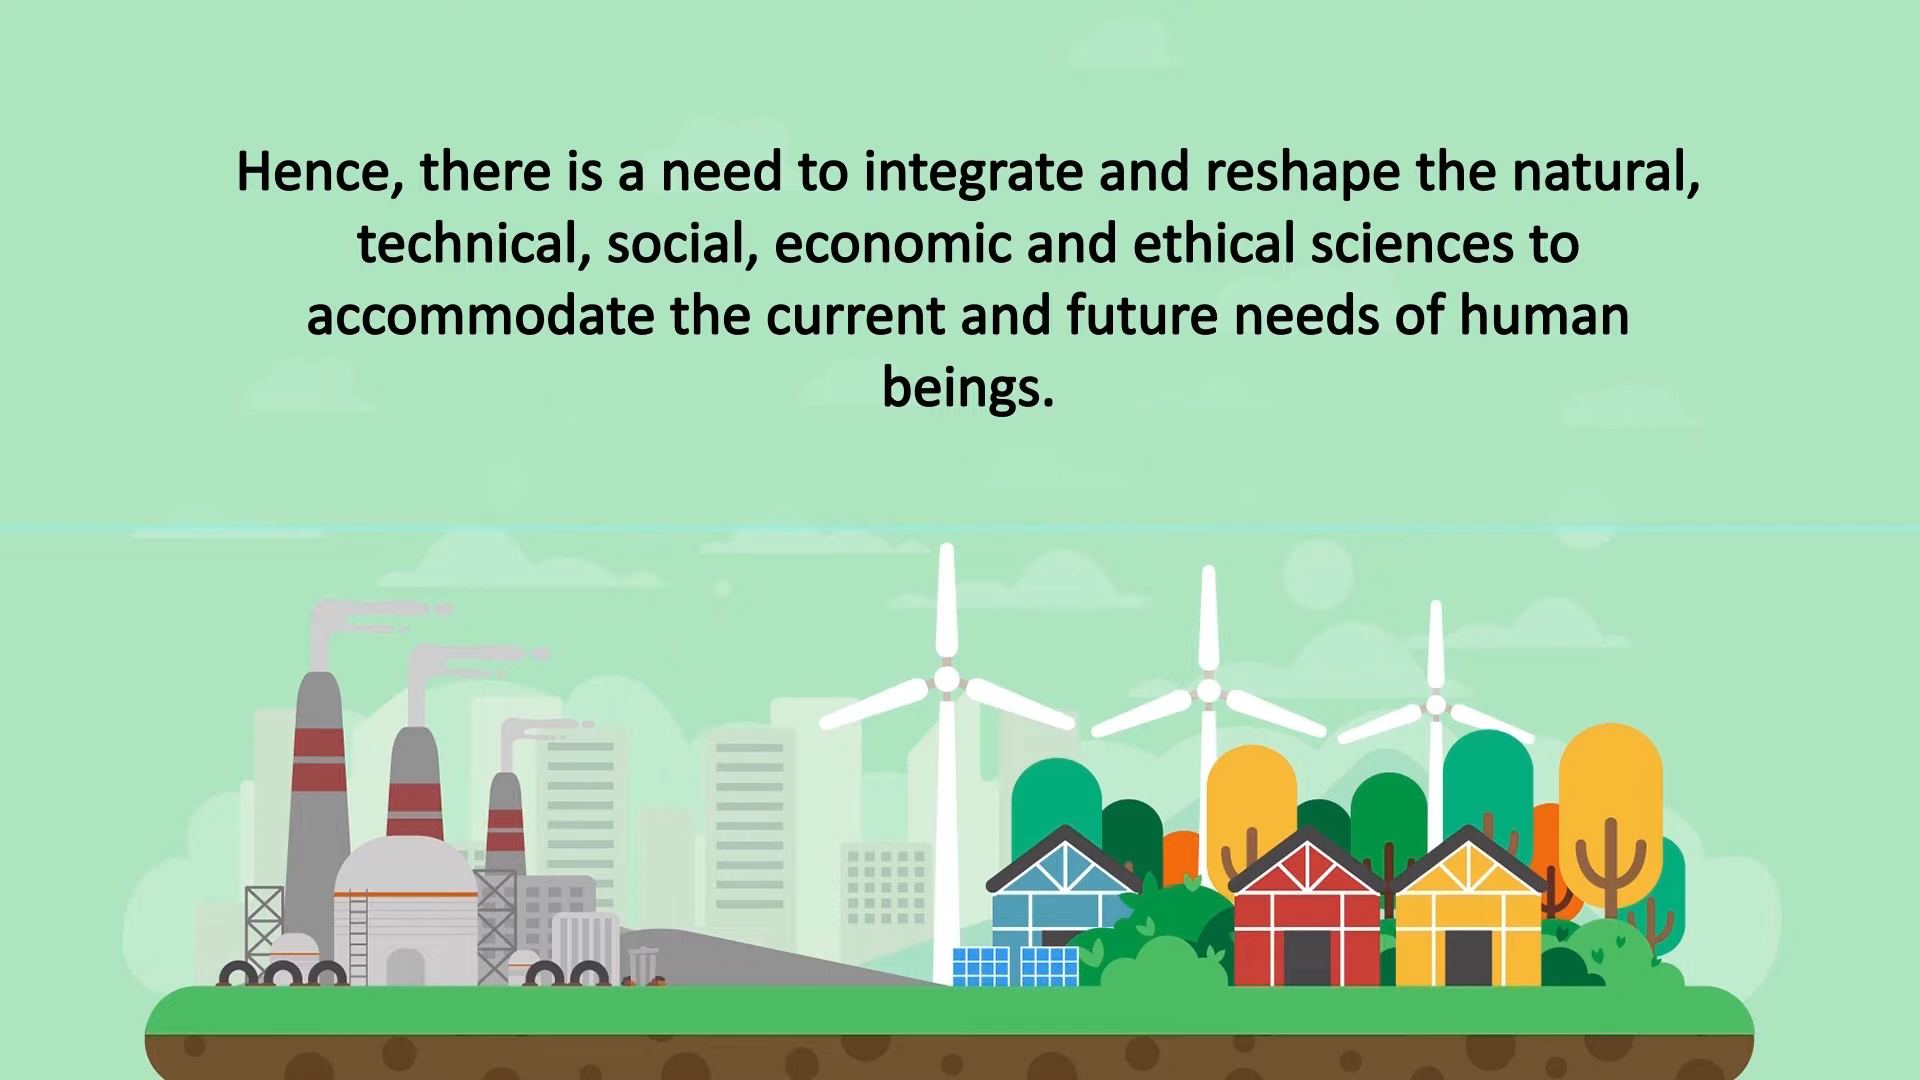 Hence, there is a need to integrate and reshape the natural,
technical, social, economic and ethical sciences to
accommodate the current and future needs of human
beings.